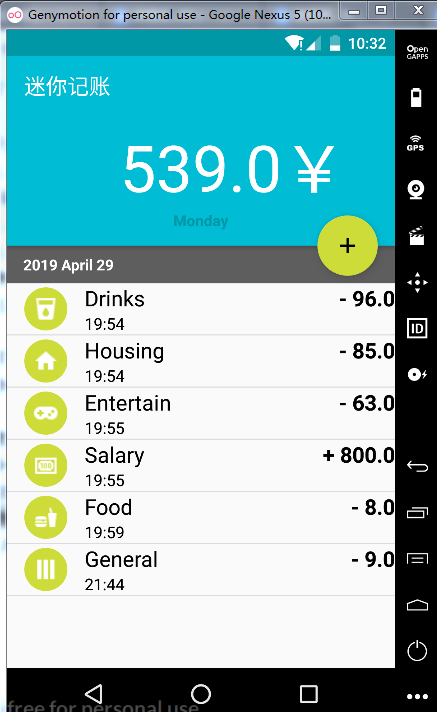 Genymotion for personal use - Google Nexus 5 (10...
Open
GAPPS
10:32
迷你记账
GPS
539.0￥
Monday
+
2019 April 29
Drinks - 96.0
19:54
ID
Housing - 85.0
19:54
Entertain - 63.0
19:55
Salary + 800.0
19:55
100
Food - 8.0
19:59
General - 9.0
21:44
free for personal use